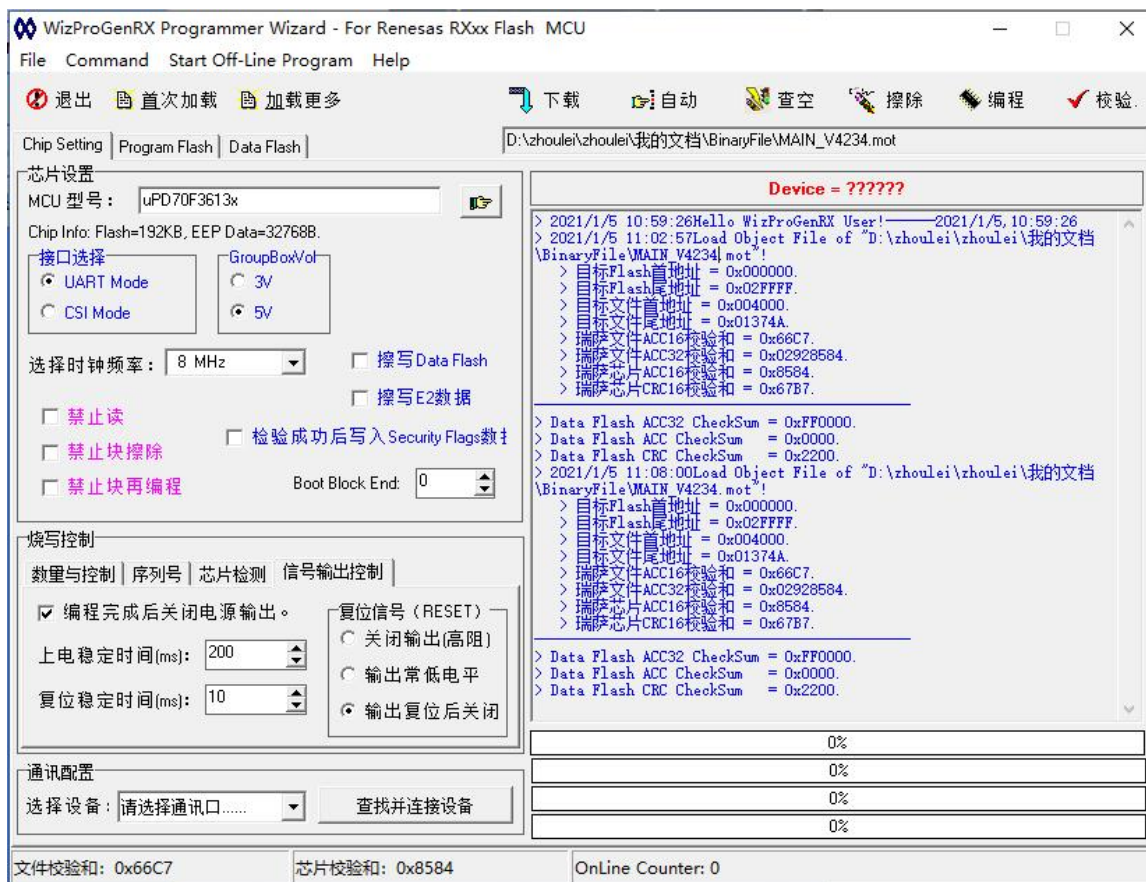 WizProGenRX Programmer Wizard - For Renesas RXxx Flash MCU
File Command Start Off-Line Program Help
退出 首次加载 加载更多 下载 自动 查空 擦除 编程 校验.
Chip Setting Program Flash Data Flash
D:\zhoulei\zhoulei\我的文档\BinaryFile\MAIN_V4234.mot
芯片设置
MCU 型号： uPD70F3613x
Chip Info: Flash=192KB, EEP Data=32768B.
接口选择
UART Mode
CSI Mode
GroupBoxVol
3V
5V
选择时钟频率： 8 MHz
擦写Data Flash
擦写E2数据
禁止读
禁止块擦除
禁止块再编程
检验成功后写入Security Flags数
Boot Block End: 0
烧写控制
数量与控制 序列号 芯片检测 信号输出控制
编程完成后关闭电源输出。
上电稳定时间(ms)： 200
复位稳定时间(ms)： 10
复位信号（RESET）
关闭输出(高阻)
输出常低电平
输出复位后关闭
通讯配置
选择设备： 请选择通讯口......
查找并连接设备
Device = ??????
> 2021/1/5 10:59:26Hello WizProGenRX User!————2021/1/5,10:59:26
> 2021/1/5 11:02:57Load Object File of "D:\zhoulei\zhoulei\我的文档
\BinaryFile\MAIN_V4234.mot"!
> 目标Flash首地址 = 0x000000.
> 目标Flash尾地址 = 0x02FFFF.
> 目标文件首地址 = 0x004000.
> 目标文件尾地址 = 0x01374A.
> 瑞萨文件ACC16校验和 = 0x66C7.
> 瑞萨文件ACC32校验和 = 0x02928584.
> 瑞萨芯片ACC16校验和 = 0x8584.
> 瑞萨芯片CRC16校验和 = 0x67B7.
> Data Flash ACC32 CheckSum = 0xFF0000.
> Data Flash ACC CheckSum = 0x0000.
> Data Flash CRC CheckSum = 0x2200.
> 2021/1/5 11:08:00Load Object File of "D:\zhoulei\zhoulei\我的文档
\BinaryFile\MAIN_V4234.mot"!
> 目标Flash首地址 = 0x000000.
> 目标Flash尾地址 = 0x02FFFF.
> 目标文件首地址 = 0x004000.
> 目标文件尾地址 = 0x01374A.
> 瑞萨文件ACC16校验和 = 0x66C7.
> 瑞萨文件ACC32校验和 = 0x02928584.
> 瑞萨芯片ACC16校验和 = 0x8584.
> 瑞萨芯片CRC16校验和 = 0x67B7.
> Data Flash ACC32 CheckSum = 0xFF0000.
> Data Flash ACC CheckSum = 0x0000.
> Data Flash CRC CheckSum = 0x2200.
0%
0%
0%
0%
文件校验和: 0x66C7 芯片校验和: 0x8584 OnLine Counter: 0